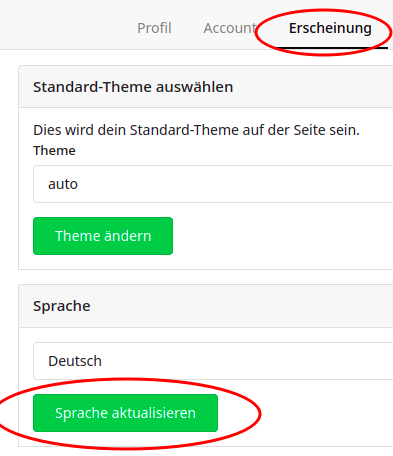 Profil Account Erscheinung
Standard-Theme auswählen
Dies wird dein Standard-Theme auf der Seite sein.
Theme
auto
Theme ändern
Sprache
Deutsch
Sprache aktualisieren